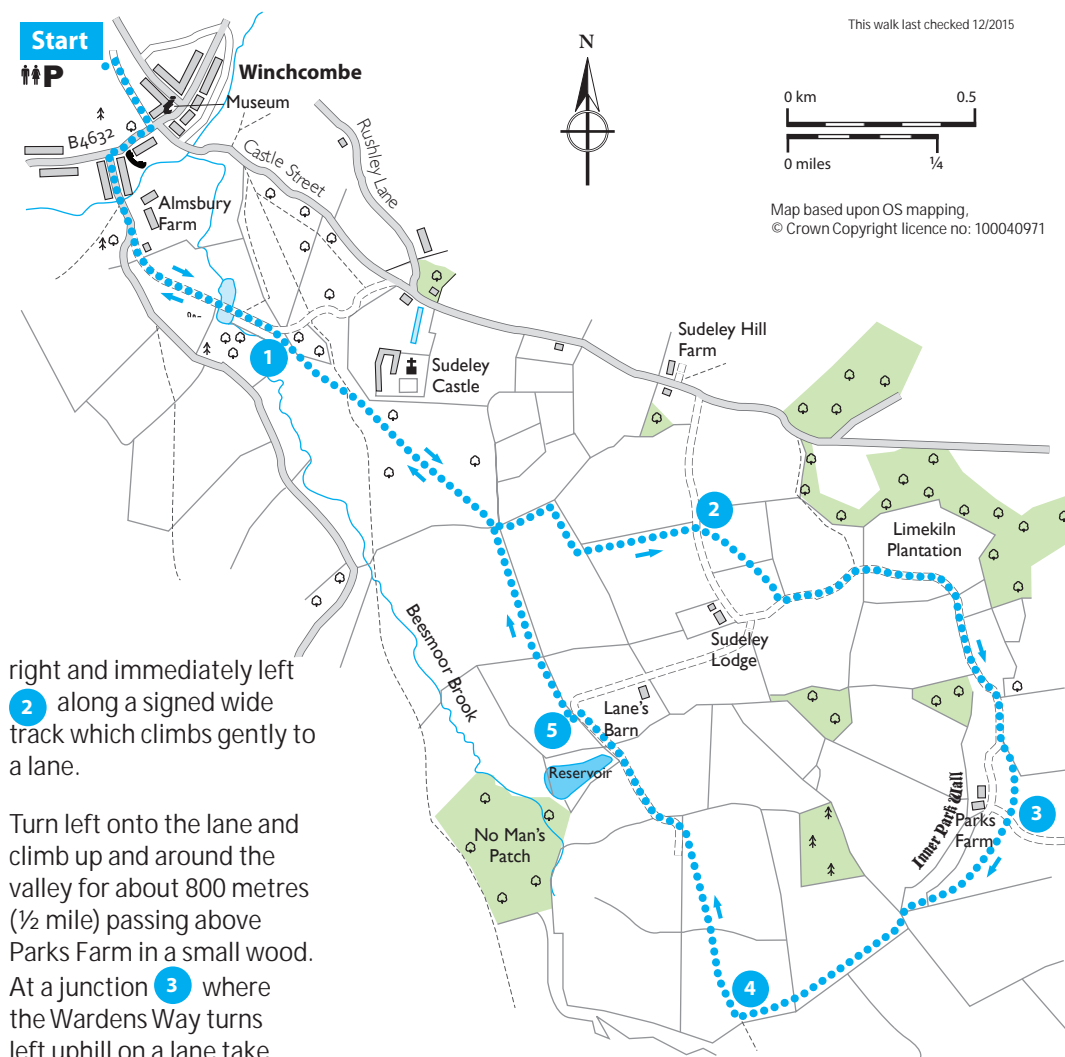 This walk last checked 12/2015
Start
P
Winchcombe
Museum
B4632
Castle Street
Rushley Lane
Almsbury
Farm
N
0 km 0.5
0 miles ¼
Map based upon OS mapping,
© Crown Copyright licence no: 100040971
1
Sudeley
Castle
Sudeley Hill
Farm
2
Limekiln
Plantation
Sudeley
Lodge
Beesmoor Brook
Lane's
Barn
5
Reservoir
No Man's
Patch
Inner Park Wall
Parks
Farm
3
4
right and immediately left
2 along a signed wide
track which climbs gently to
a lane.
Turn left onto the lane and
climb up and around the
valley for about 800 metres
(½ mile) passing above
Parks Farm in a small wood.
At a junction 3 where
the Wardens Way turns
left uphill on a lane take